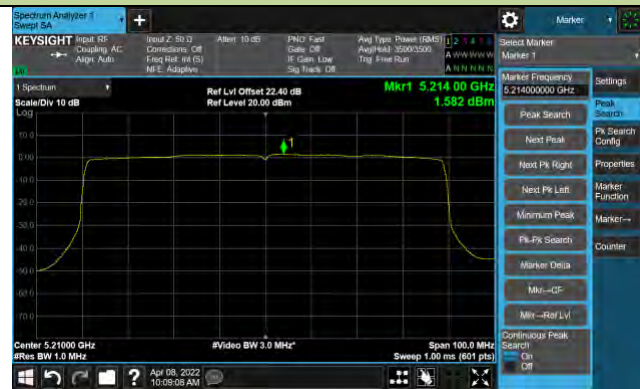 Spectrum Analyzer 1
Swept SA
Marker
KEYSIGHT
Input: RF
Coupling: AC
Align: Auto
Input Z: 50 Ω
Corrections: Off
Freq Ref: Int (S)
NFE: Adaptive
Atten: 10 dB
PNO: Fast
Gate: Off
IF Gain: Low
Sig Track: Off
Avg Type: Power (RMS)
Avg|Hold: 3500/3500
Trig: Free Run
A W W W W W
A N N N N N
Select Marker
Marker 1
1 Spectrum
Scale/Div 10 dB
Log
Ref Lvl Offset 22.40 dB
Ref Level 20.00 dBm
Mkr1 5.214 00 GHz
1.582 dBm
10.0
0.00
-10.0
-20.0
-30.0
-40.0
-50.0
-60.0
-70.0
1
Center 5.21000 GHz
#Res BW 1.0 MHz
#Video BW 3.0 MHz*
Span 100.0 MHz
Sweep 1.00 ms (601 pts)
Marker Frequency
5.214000000 GHz
Peak Search
Next Peak
Next Pk Right
Next Pk Left
Minimum Peak
Pk-Pk Search
Marker Delta
Mkr→CF
Mkr→Ref Lvl
Continuous Peak
Search
On
Off
Settings
Peak
Search
Pk Search
Config
Properties
Marker
Function
Marker→
Counter
?
Apr 08, 2022
10:09:08 AM